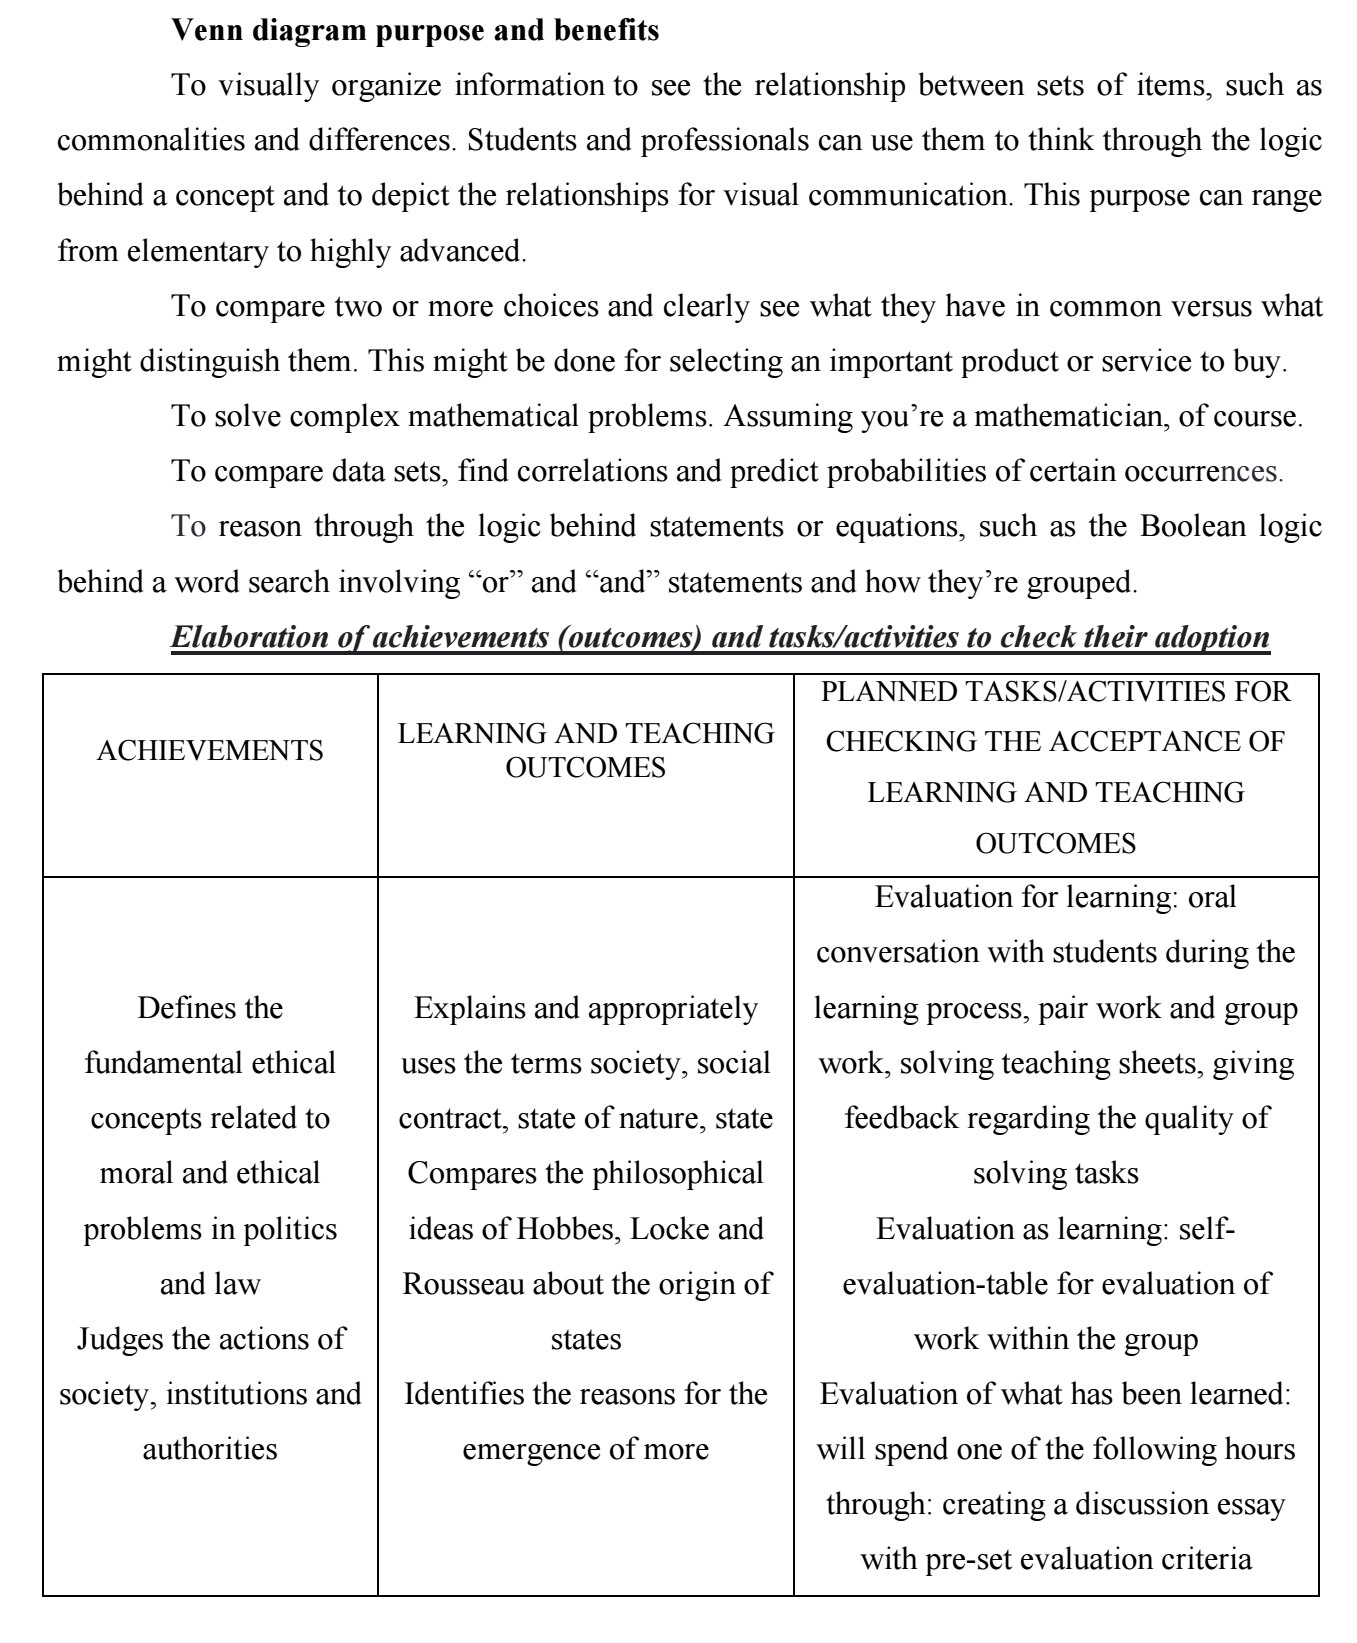 Venn diagram purpose and benefits
To visually organize information to see the relationship between sets of items, such as
commonalities and differences. Students and professionals can use them to think through the logic
behind a concept and to depict the relationships for visual communication. This purpose can range
from elementary to highly advanced.
To compare two or more choices and clearly see what they have in common versus what
might distinguish them. This might be done for selecting an important product or service to buy.
To solve complex mathematical problems. Assuming you’re a mathematician, of course.
To compare data sets, find correlations and predict probabilities of certain occurrences.
To reason through the logic behind statements or equations, such as the Boolean logic
behind a word search involving “or” and “and” statements and how they’re grouped.
Elaboration of achievements (outcomes) and tasks/activities to check their adoption
ACHIEVEMENTS
LEARNING AND TEACHING
OUTCOMES
PLANNED TASKS/ACTIVITIES FOR
CHECKING THE ACCEPTANCE OF
LEARNING AND TEACHING
OUTCOMES
Defines the
fundamental ethical
concepts related to
moral and ethical
problems in politics
and law
Judges the actions of
society, institutions and
authorities
Explains and appropriately
uses the terms society, social
contract, state of nature, state
Compares the philosophical
ideas of Hobbes, Locke and
Rousseau about the origin of
states
Identifies the reasons for the
emergence of more
Evaluation for learning: oral
conversation with students during the
learning process, pair work and group
work, solving teaching sheets, giving
feedback regarding the quality of
solving tasks
Evaluation as learning: self-
evaluation-table for evaluation of
work within the group
Evaluation of what has been learned:
will spend one of the following hours
through: creating a discussion essay
with pre-set evaluation criteria